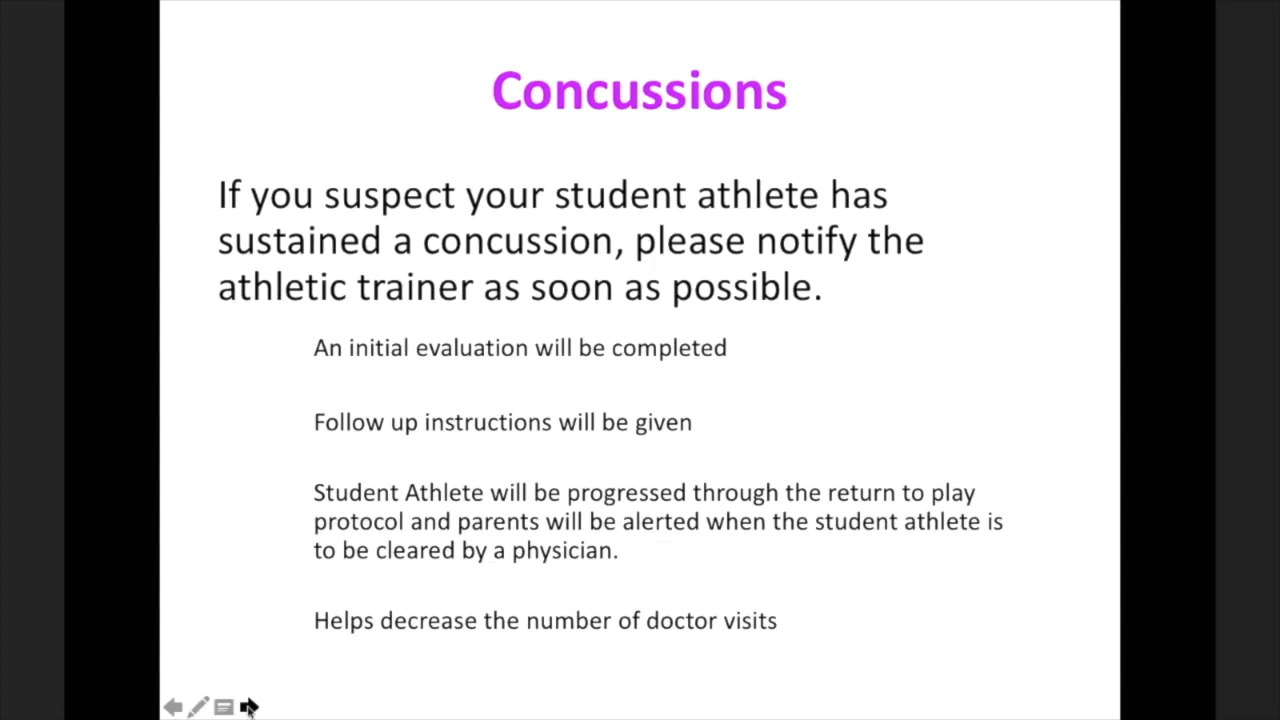 Concussions
If you suspect your student athlete has
sustained a concussion, please notify the
athletic trainer as soon as possible.
An initial evaluation will be completed
Follow up instructions will be given
Student Athlete will be progressed through the return to play
protocol and parents will be alerted when the student athlete is
to be cleared by a physician.
Helps decrease the number of doctor visits